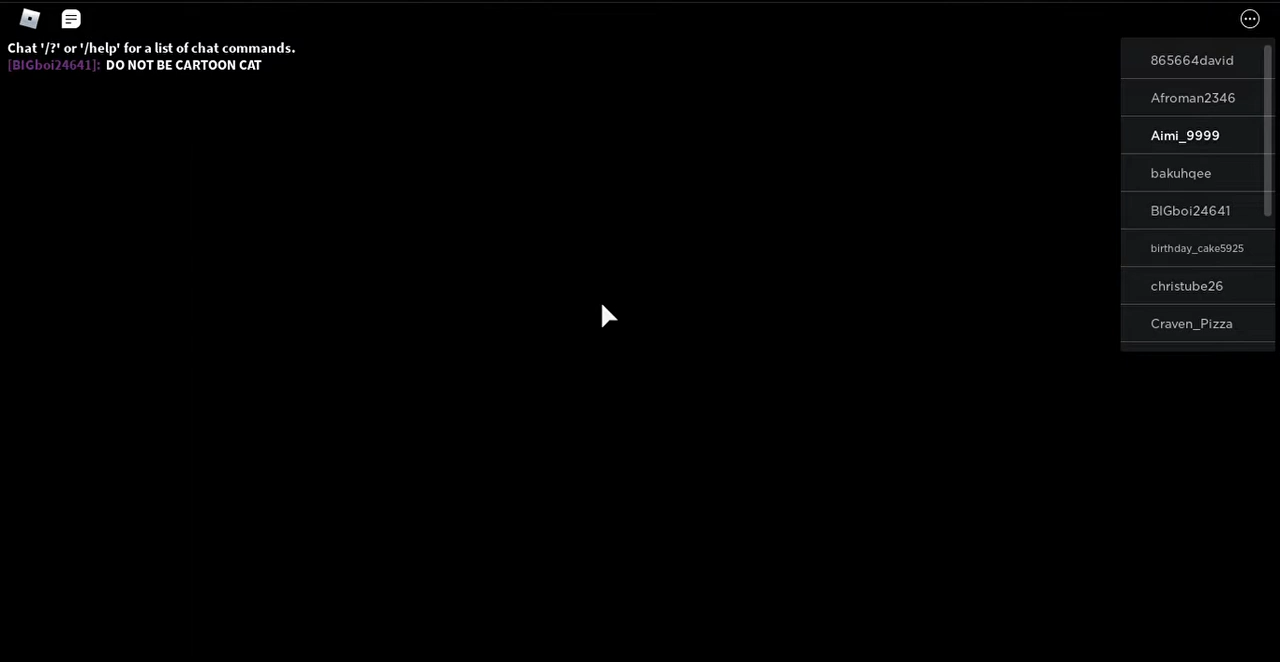 Chat '/?' or '/help' for a list of chat commands.
[BIGboi24641]: DO NOT BE CARTOON CAT
865664david
Afroman2346
Aimi_9999
bakuhqee
BIGboi24641
birthday_cake5925
christube26
Craven_Pizza